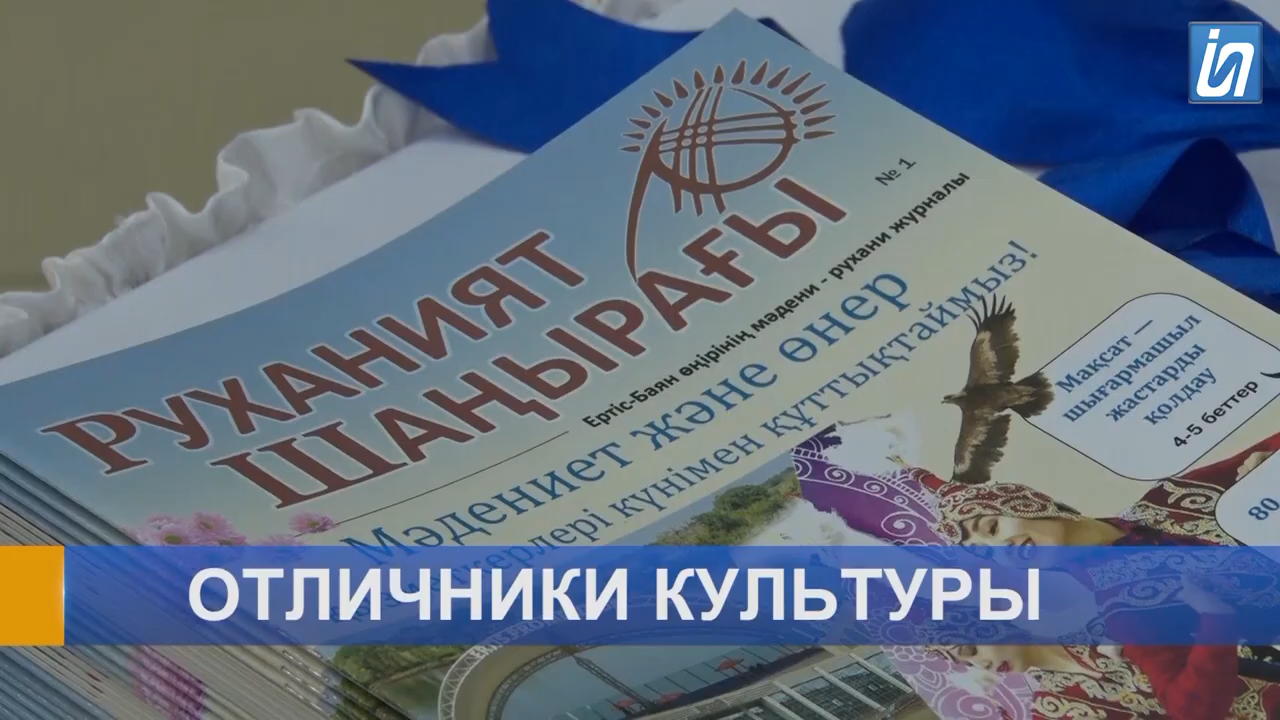 РУХАНИЯТ
ШАҢЫРАҒЫ
№ 1
Ертіс-Баян өңірінің мәдени - рухани журналы
Мәдениет және өнер
күнімен құттықтаймыз!
Мақсат —
шығармашыл
жастарды
қолдау
4-5 беттер
80
ОТЛИЧНИКИ КУЛЬТУРЫ